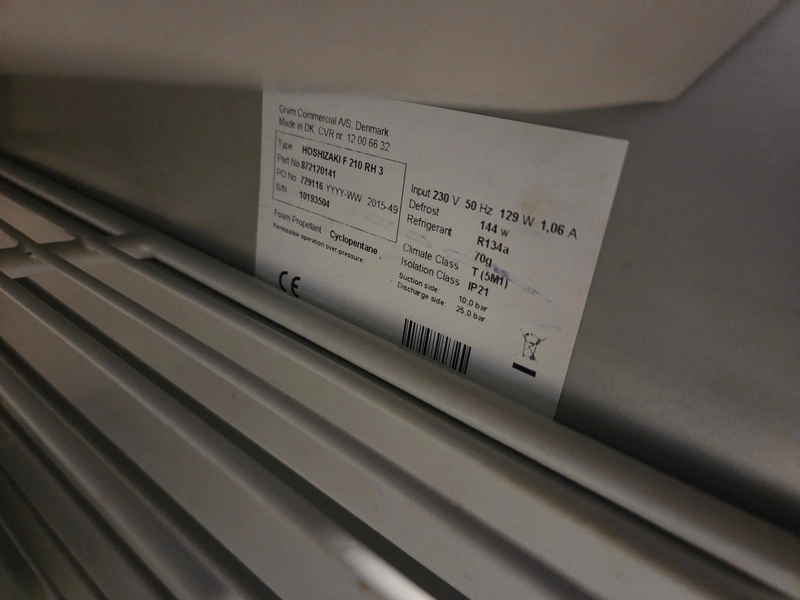 Gram Commercial A/S, Denmark
Made in DK CVR nr. 12 00 66 32
Type HOSHIZAKI F 210 RH 3
Part No 872170141
PO No 729116 YYYY-WW 2015-49
S/N 10193504
Foam Propellant Cyclopentane
Permissible operation over-pressure:
Input 230 V 50 Hz 129 W 1,06 A
Defrost 144 W
Refrigerant R134a
70g
Climate Class T (5M1)
Isolation Class IP21
Suction side: 10,0 bar
Discharge side: 25,0 bar
CE